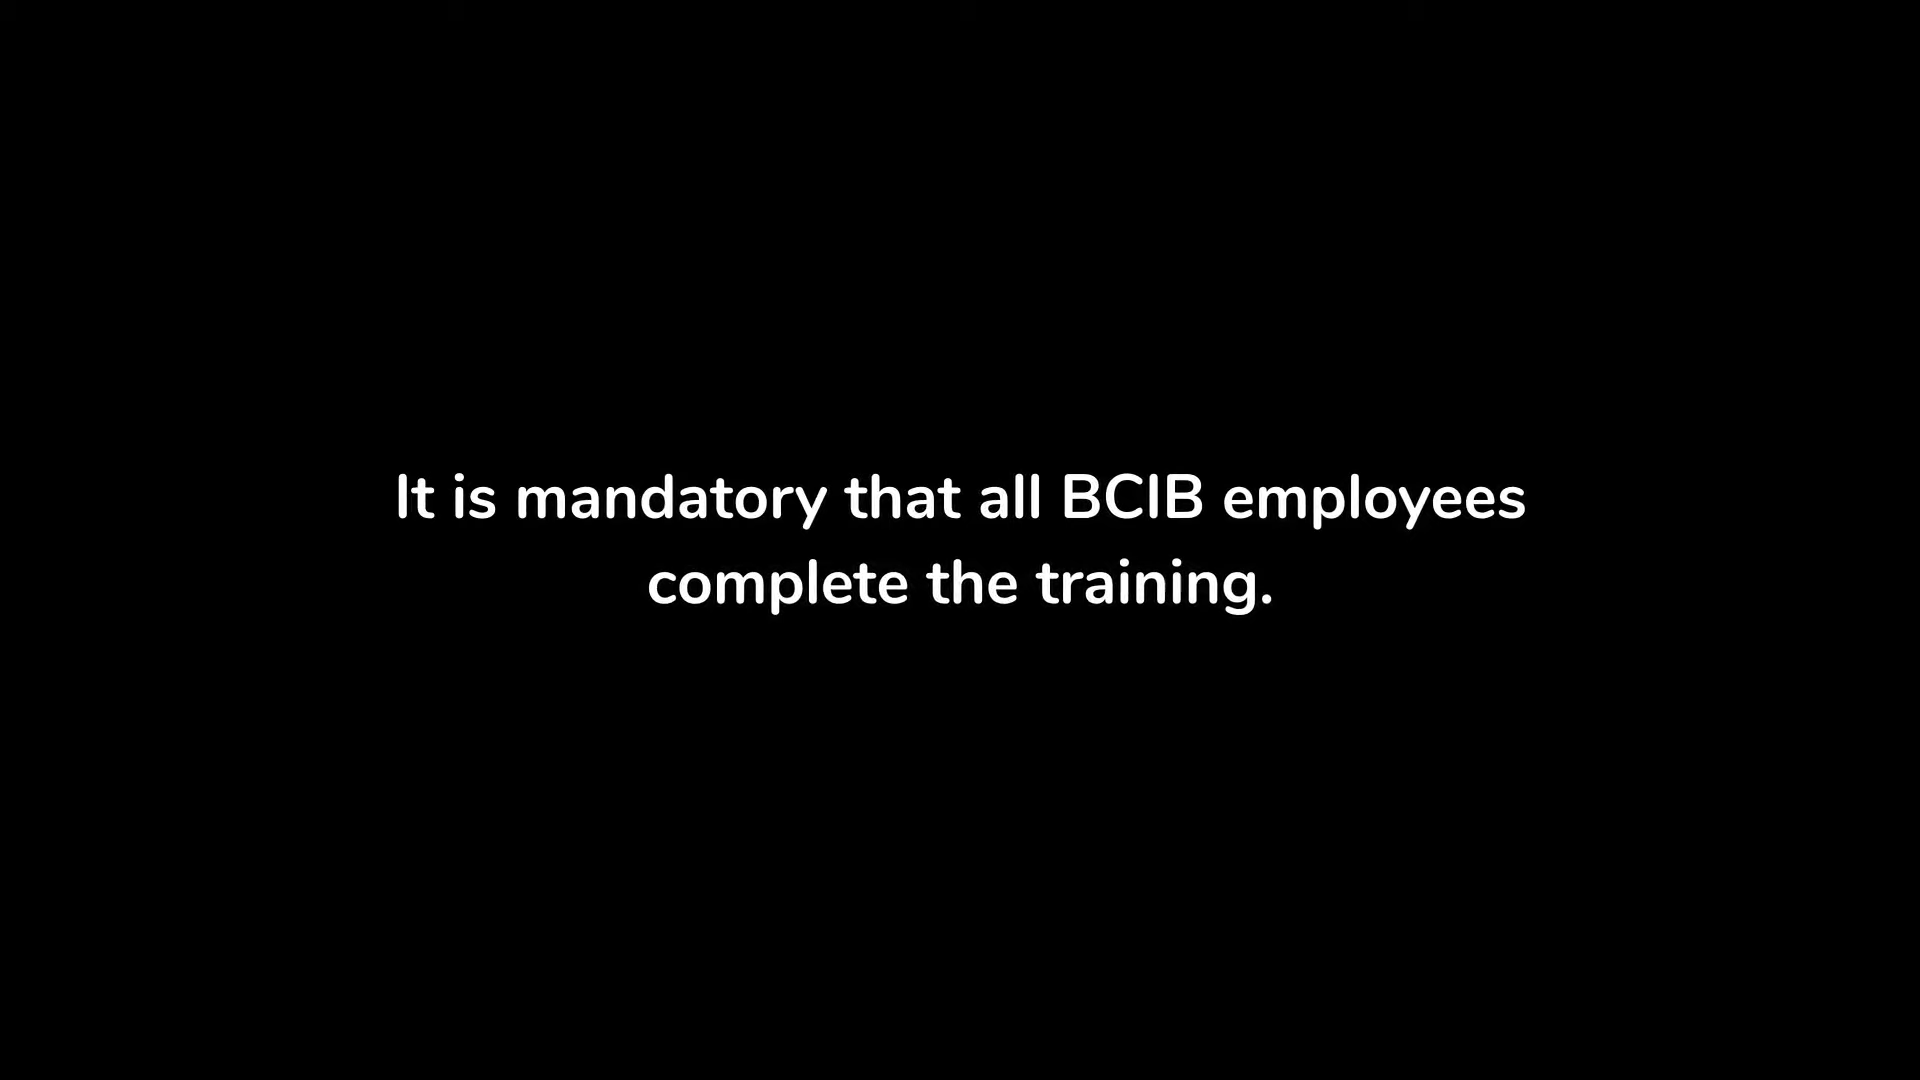 It is mandatory that all BCIB employees
complete the training.